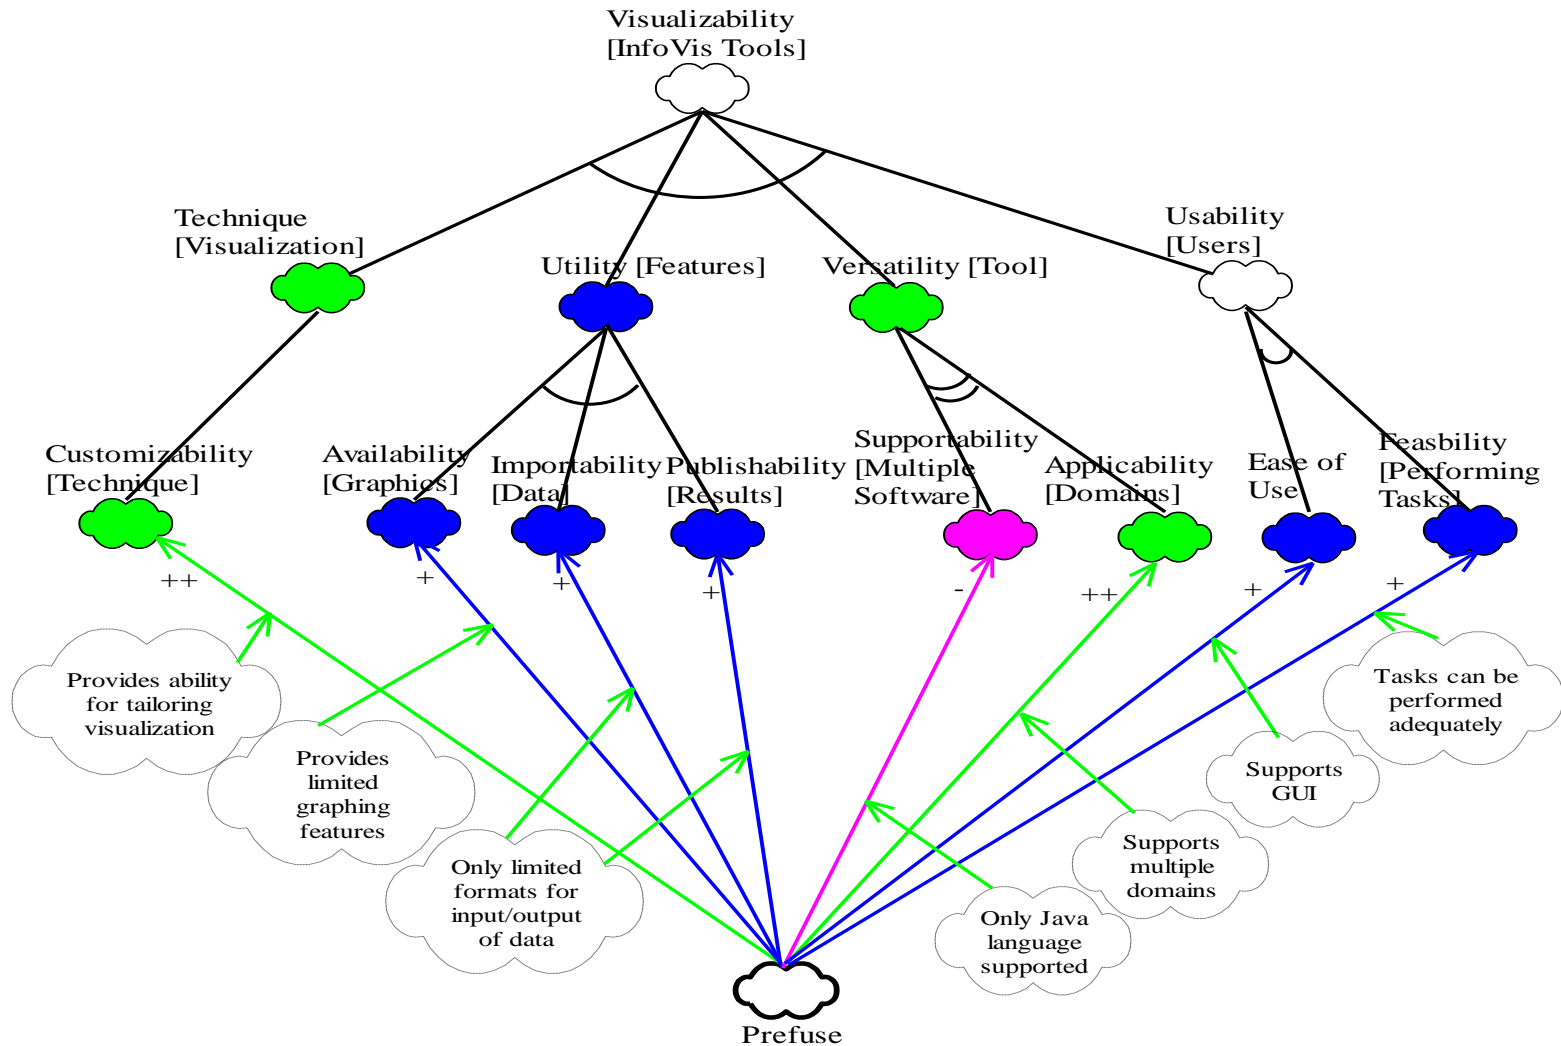 Visualizability
[InfoVis Tools]
Technique
[Visualization]
Utility [Features]
Versatility [Tool]
Usability
[Users]
Customizability
[Technique]
Availability
[Graphics]
Importability
[Data]
Publishability
[Results]
Supportability
[Multiple
Software]
Applicability
[Domains]
Ease of
Use
Feasbility
[Performing
Tasks]
++
+
+
+
-
++
+
+
Provides ability
for tailoring
visualization
Provides
limited
graphing
features
Only limited
formats for
input/output
of data
Only Java
language
supported
Supports
multiple
domains
Supports
GUI
Tasks can be
performed
adequately
Prefuse